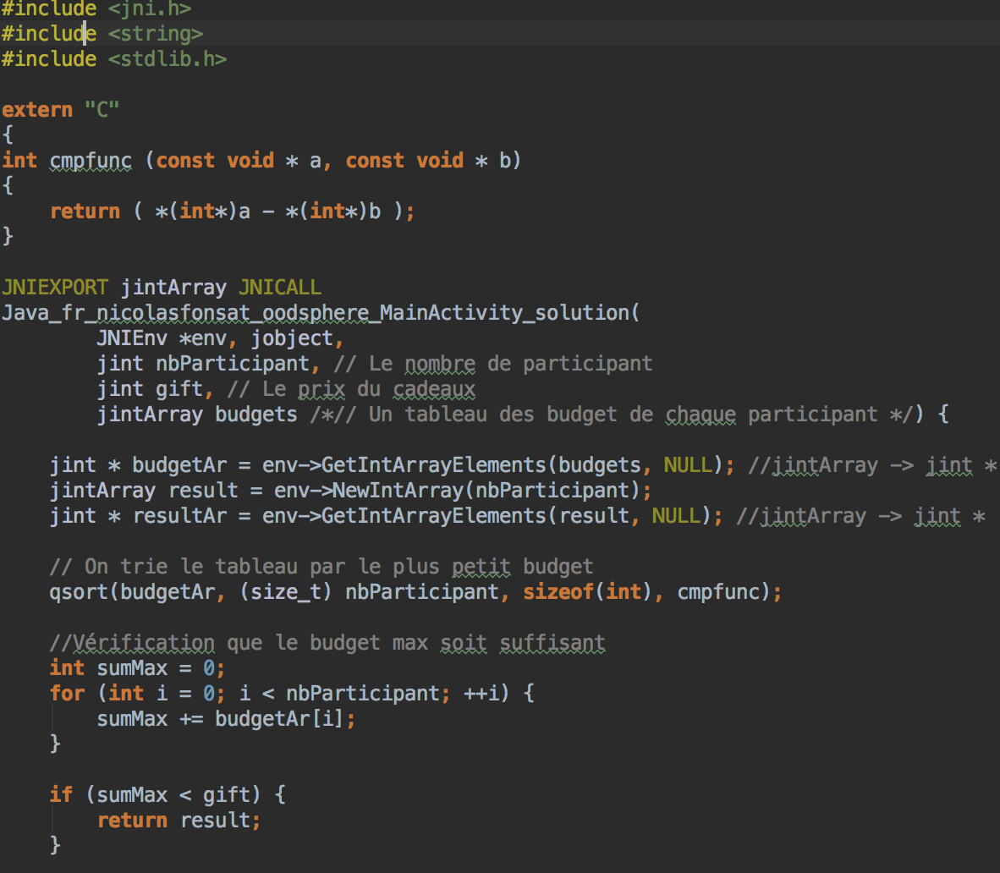 #include <jni.h>
#include <string>
#include <stdlib.h>
extern "C"
{
int cmpfunc (const void * a, const void * b)
{
    return ( *(int*)a - *(int*)b );
}
JNIEXPORT jintArray JNICALL
Java_fr_nicolasfonsat_oodsphere_MainActivity_solution(
        JNIEnv *env, jobject,
        jint nbParticipant, // Le nombre de participant
        jint gift, // Le prix du cadeaux
        jintArray budgets /*// Un tableau des budget de chaque participant */) {
    jint * budgetAr = env->GetIntArrayElements(budgets, NULL); //jintArray -> jint *
    jintArray result = env->NewIntArray(nbParticipant);
    jint * resultAr = env->GetIntArrayElements(result, NULL); //jintArray -> jint *
    // On trie le tableau par le plus petit budget
    qsort(budgetAr, (size_t) nbParticipant, sizeof(int), cmpfunc);
    //Vérification que le budget max soit suffisant
    int sumMax = 0;
    for (int i = 0; i < nbParticipant; ++i) {
        sumMax += budgetAr[i];
    }
    if (sumMax < gift) {
        return result;
    }